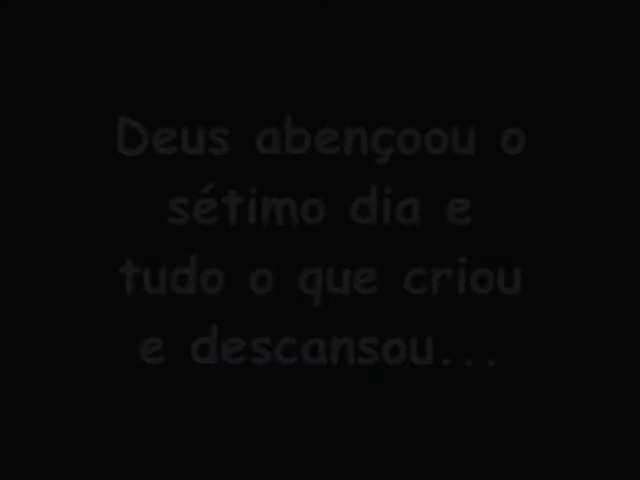 Deus abençoou o
sétimo dia e
tudo o que criou
e descansou...